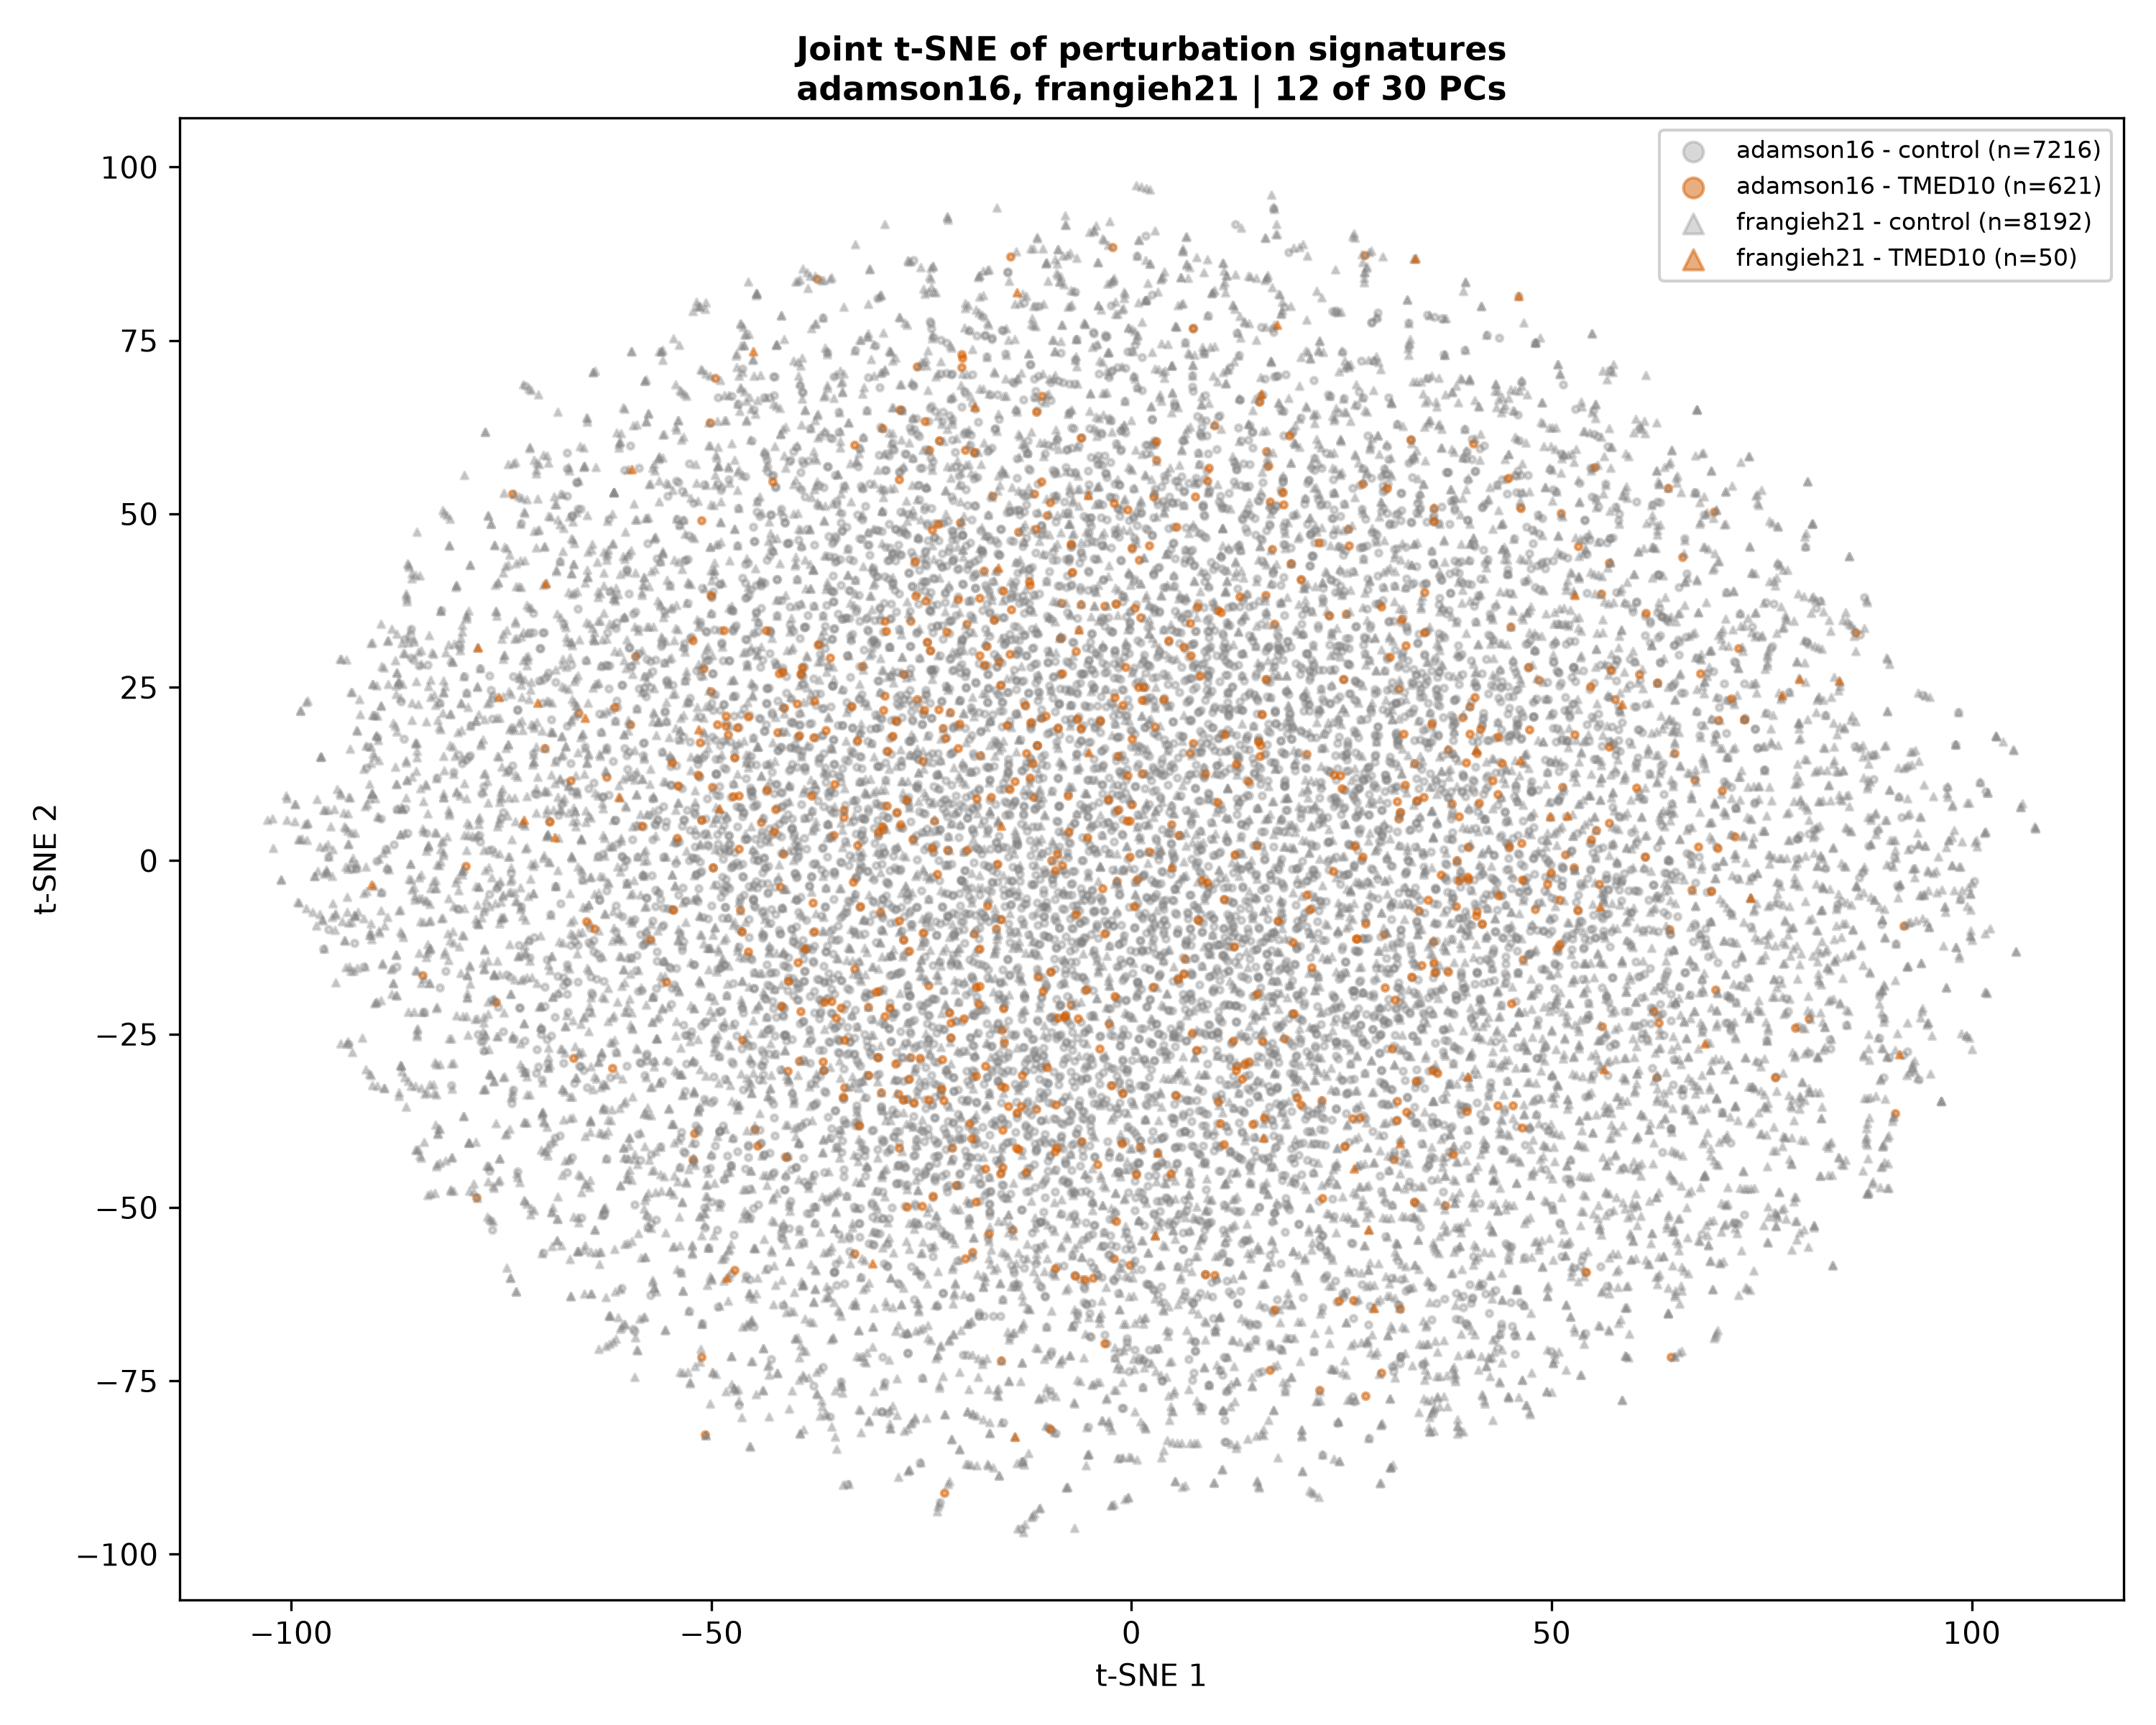 Joint t-SNE of perturbation signatures
adamson16, frangieh21 | 12 of 30 PCs
adamson16 - control (n=7216)
adamson16 - TMED10 (n=621)
frangieh21 - control (n=8192)
frangieh21 - TMED10 (n=50)
100
75
50
25
0
−25
−50
−75
−100
t-SNE 2
−100
−50
0
50
100
t-SNE 1